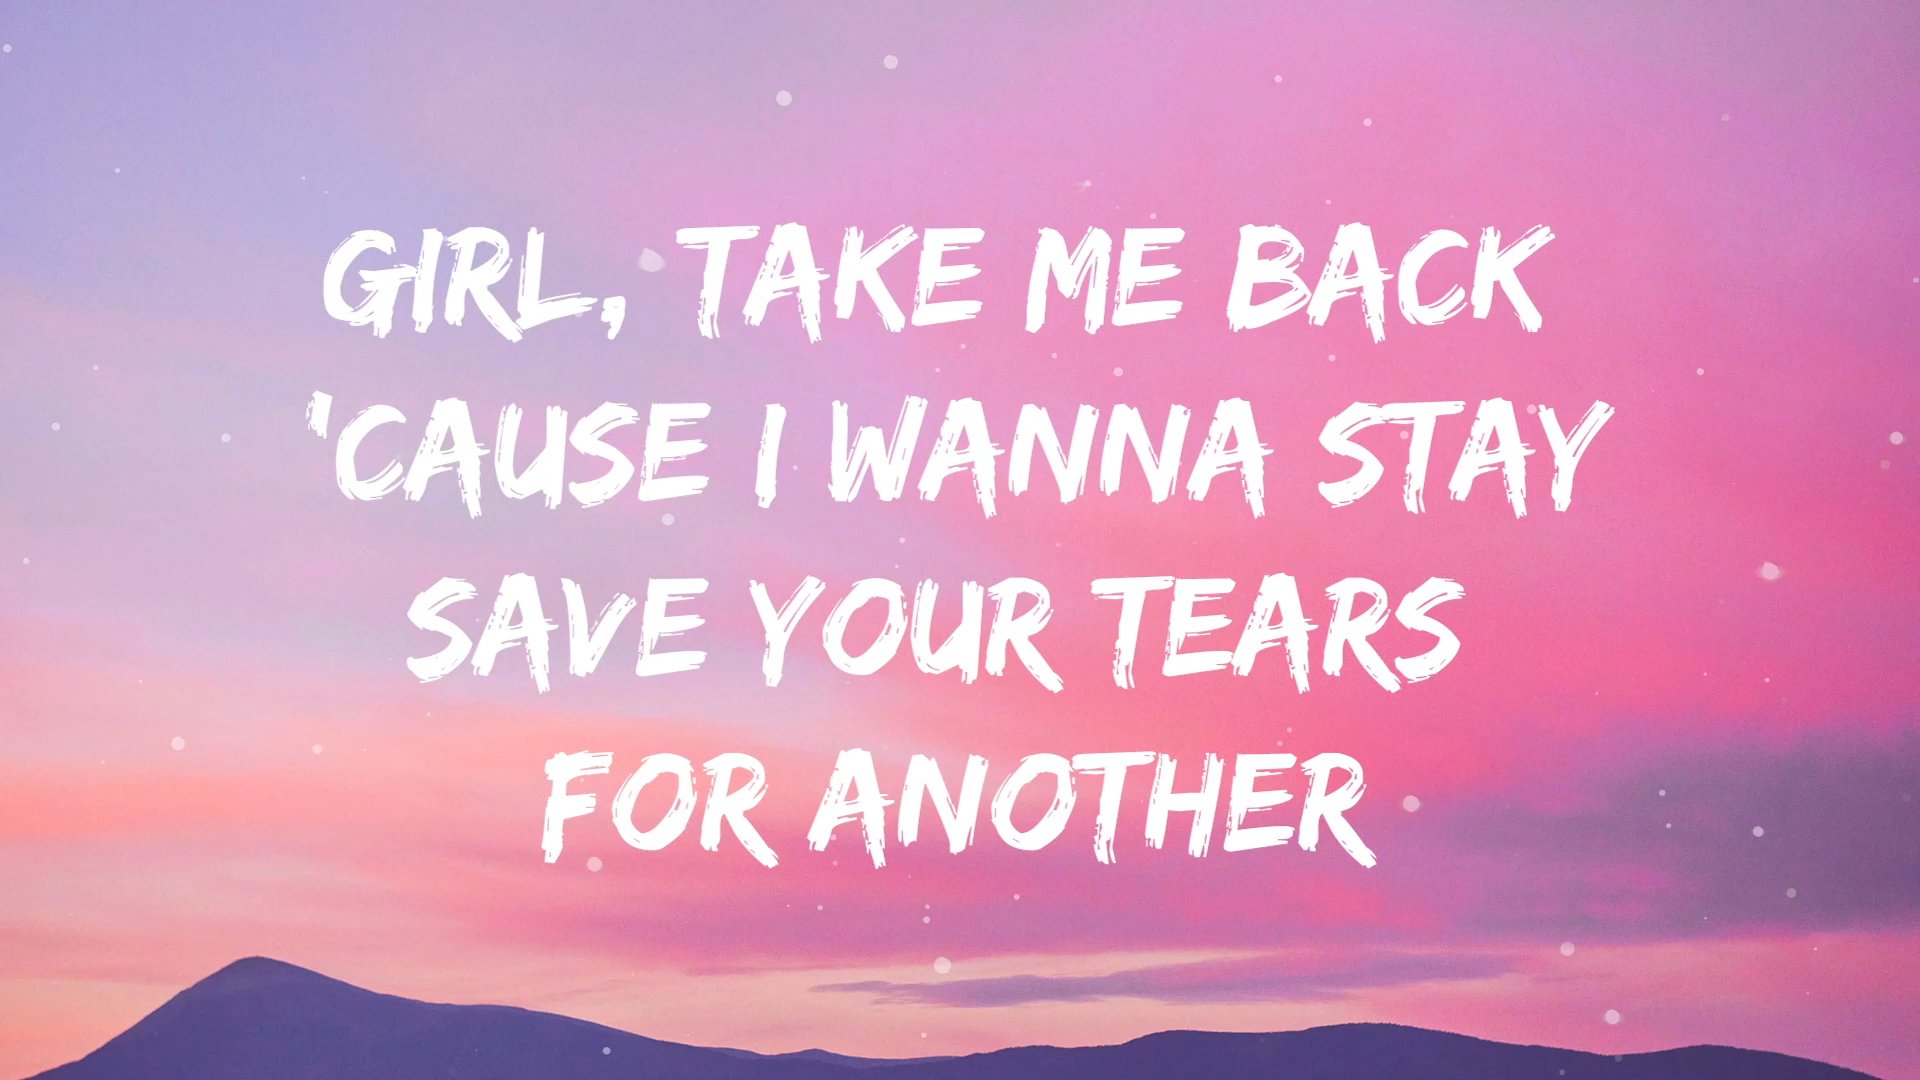 GIRL, TAKE ME BACK
'CAUSE I WANNA STAY
SAVE YOUR TEARS
FOR ANOTHER